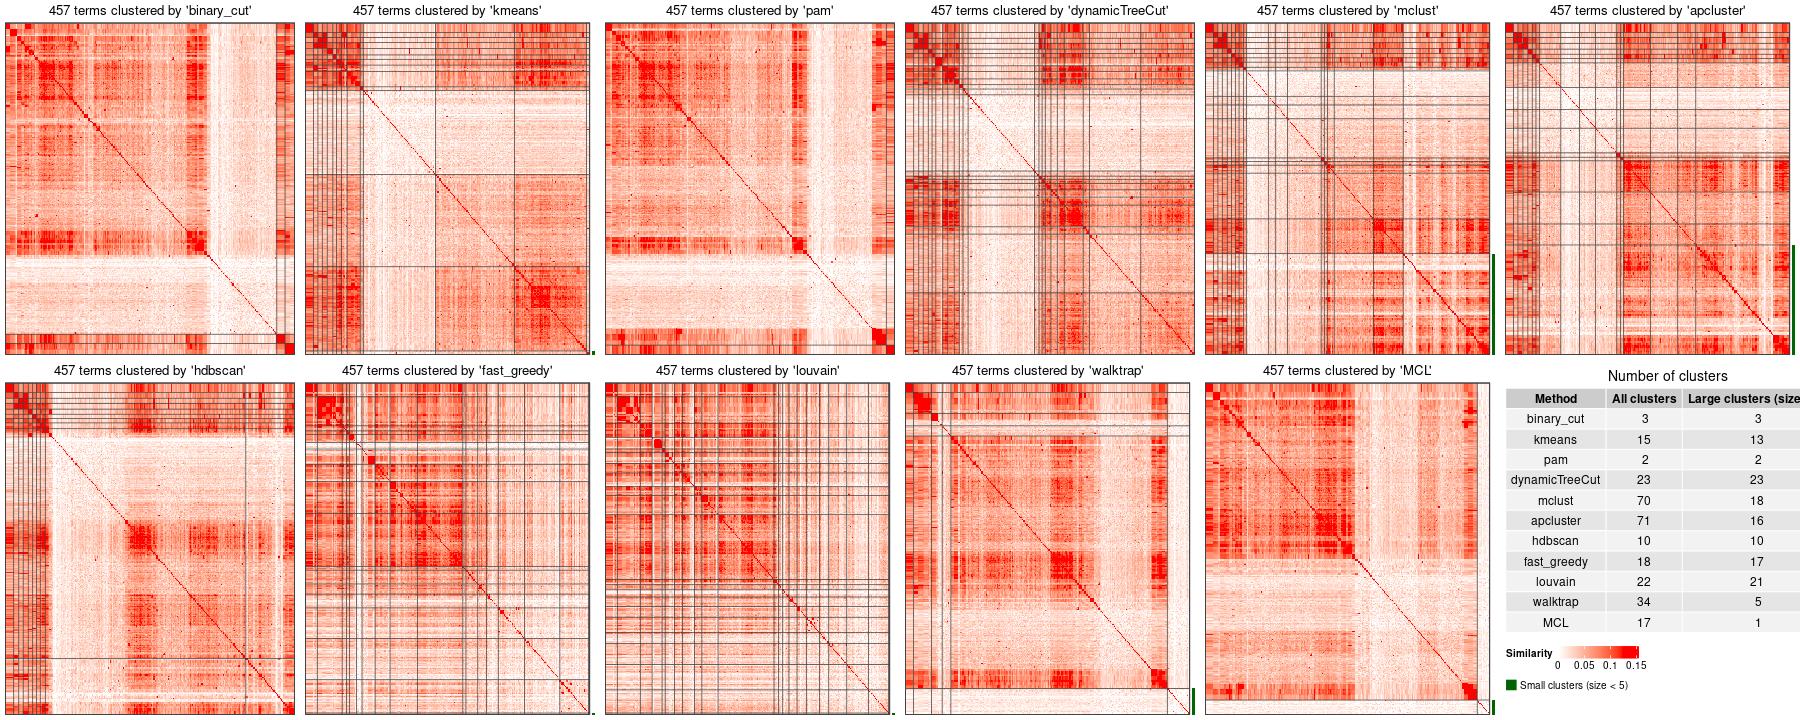 457 terms clustered by 'binary_cut'
457 terms clustered by 'kmeans'
457 terms clustered by 'pam'
457 terms clustered by 'dynamicTreeCut'
457 terms clustered by 'mclust'
457 terms clustered by 'apcluster'
457 terms clustered by 'hdbscan'
457 terms clustered by 'fast_greedy'
457 terms clustered by 'louvain'
457 terms clustered by 'walktrap'
457 terms clustered by 'MCL'
Number of clusters
Method All clusters Large clusters (size
binary_cut 3 3
kmeans 15 13
pam 2 2
dynamicTreeCut 23 23
mclust 70 18
apcluster 71 16
hdbscan 10 10
fast_greedy 18 17
louvain 22 21
walktrap 34 5
MCL 17 1
Similarity
0 0.05 0.1 0.15
Small clusters (size < 5)